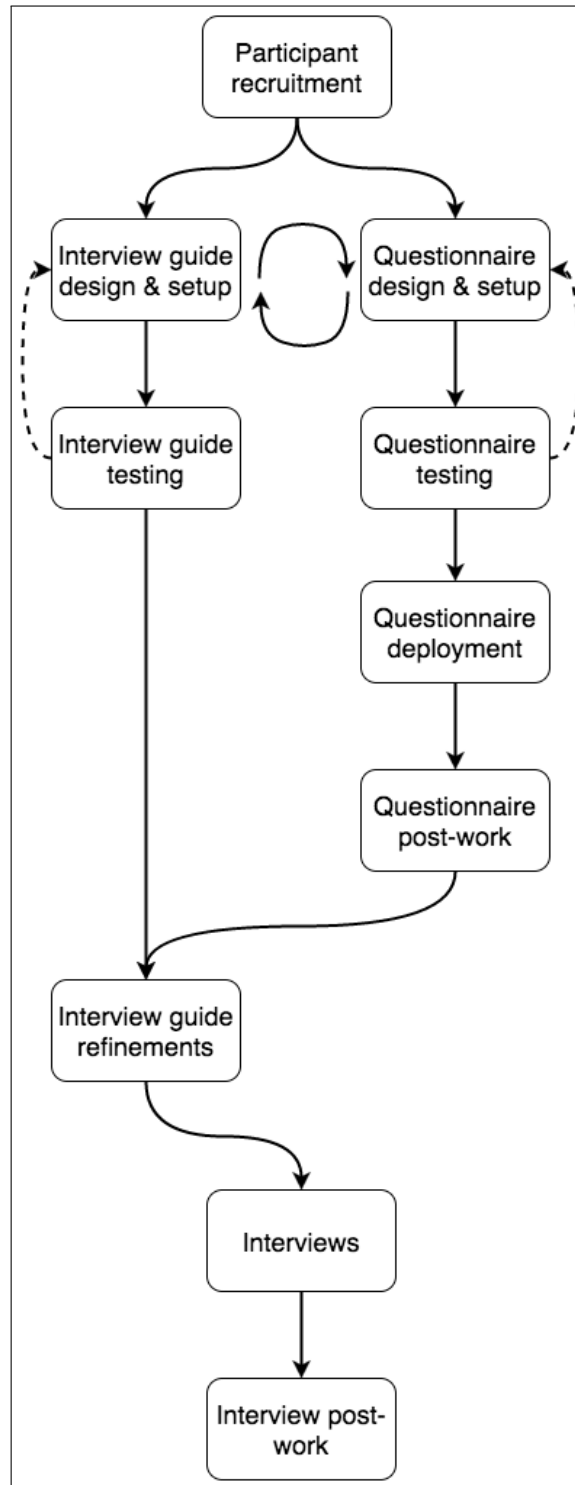 Participant
recruitment
Interview guide
design & setup
Questionnaire
design & setup
Interview guide
testing
Questionnaire
testing
Questionnaire
deployment
Questionnaire
post-work
Interview guide
refinements
Interviews
Interview post-
work